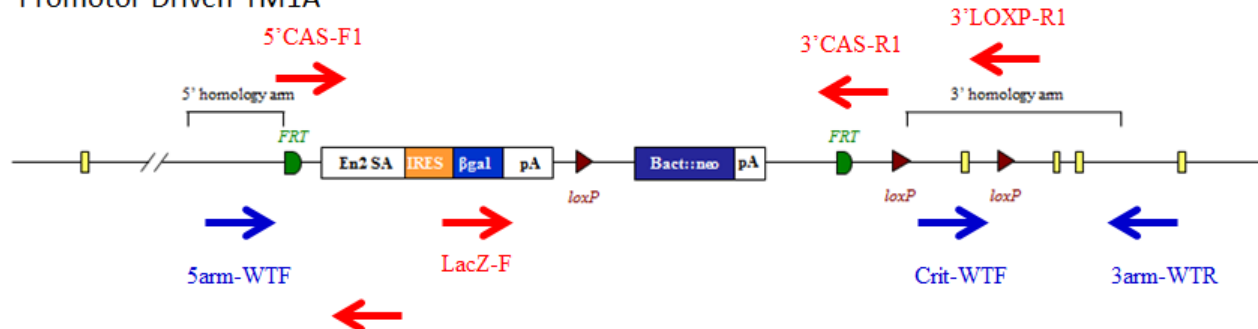 Promotor Driven TM1A
5'CAS-F1
3'CAS-R1
3'LOXP-R1
5' homology arm
3' homology arm
FRT
FRT
En2 SA IRES βgal pA
Bact::neo pA
loxP
loxP
loxP
5arm-WTF
LacZ-F
Crit-WTF
3arm-WTR